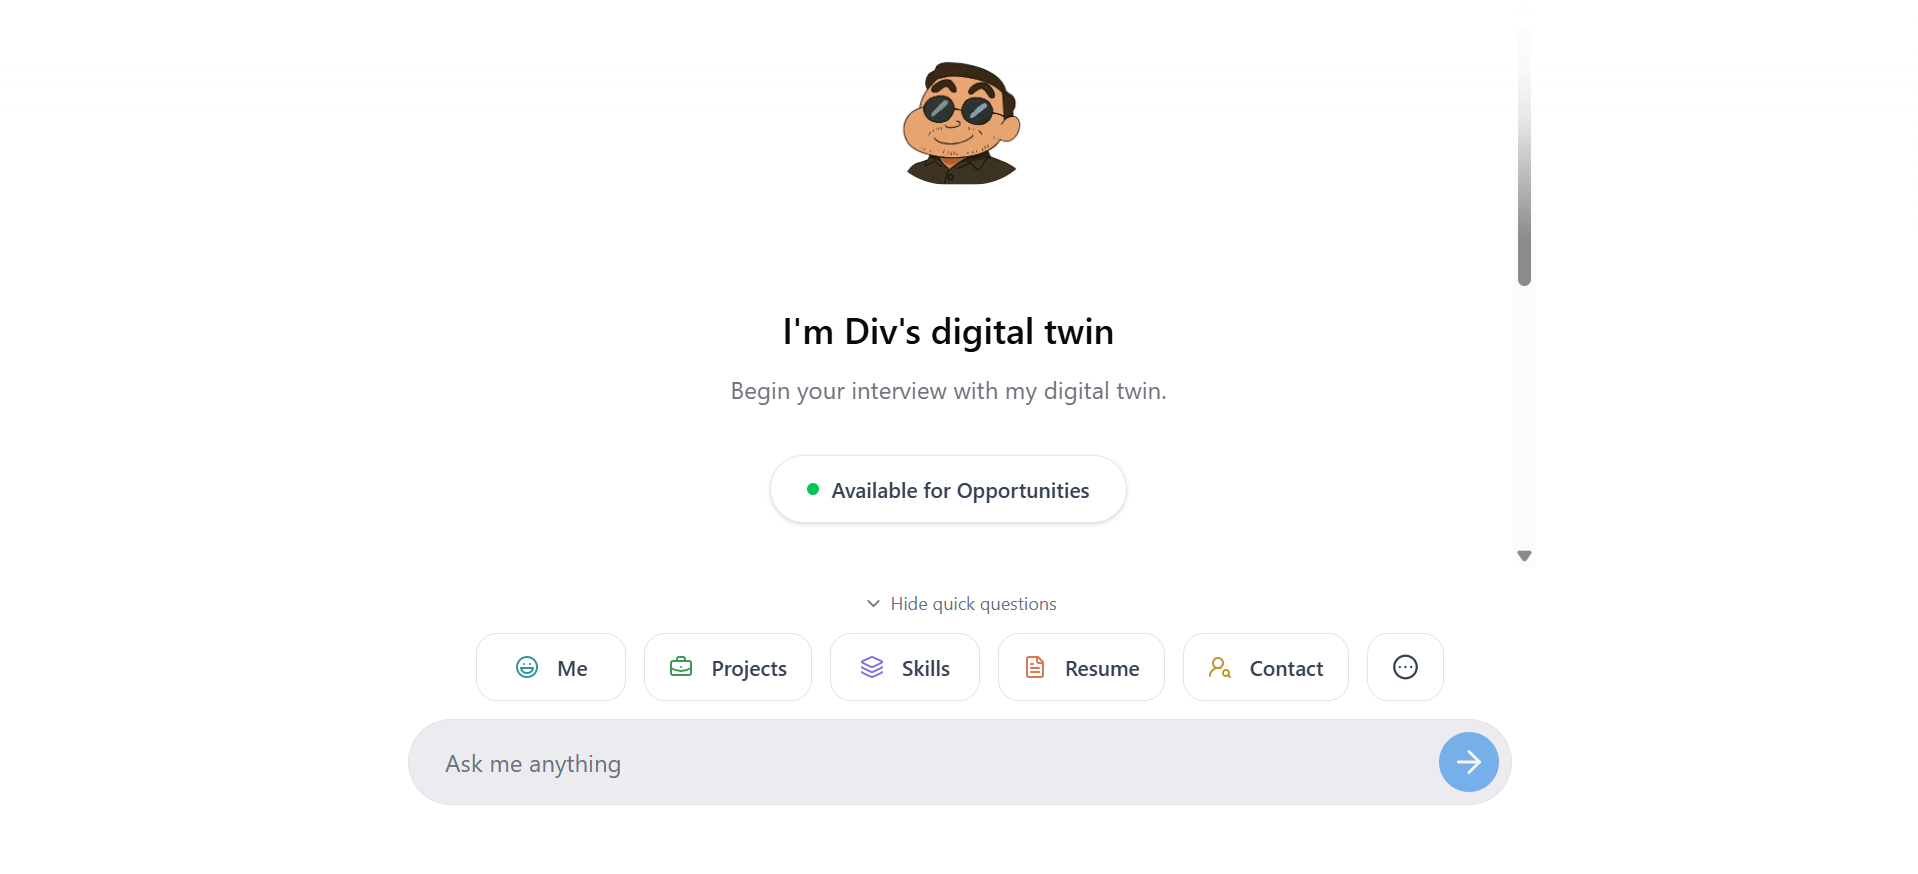 I'm Div's digital twin
Begin your interview with my digital twin.
Available for Opportunities
Hide quick questions
Me
Projects
Skills
Resume
Contact
Ask me anything